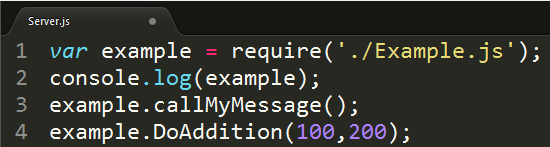 Server.js
1 var example = require('./Example.js');
2 console.log(example);
3 example.callMyMessage();
4 example.DoAddition(100,200);